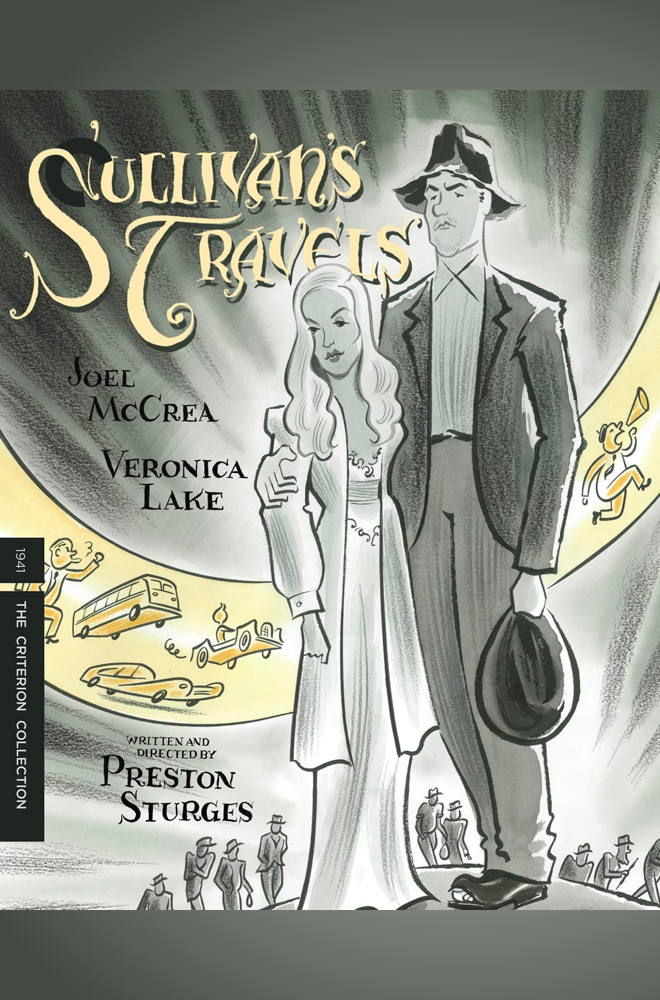 SULLIVAN'S
TRAVELS
JOEL
MCCREA
VERONICA
LAKE
1941
THE CRITERION COLLECTION
WRITTEN AND
DIRECTED BY
PRESTON
STURGES